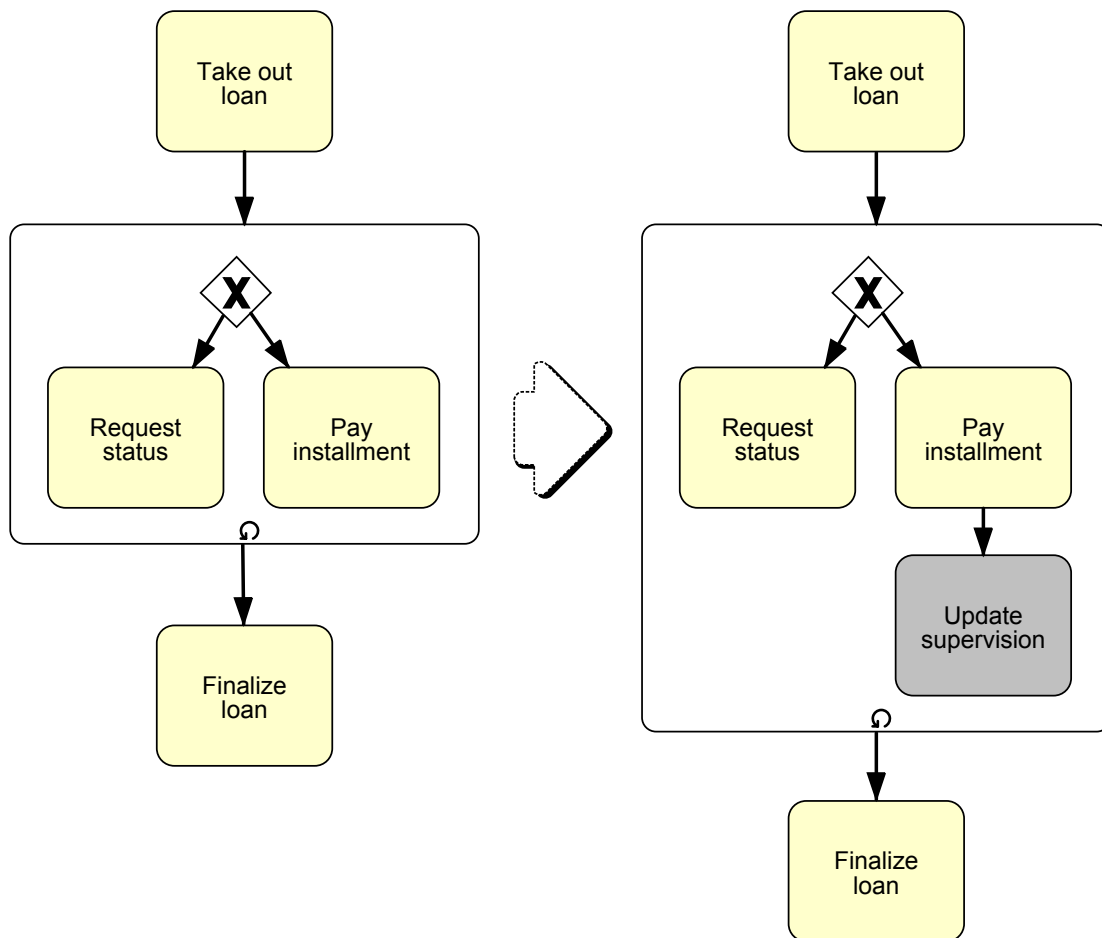 Take out
loan
X
Request
status
Pay
installment
Finalize
loan
Take out
loan
X
Request
status
Pay
installment
Update
supervision
Finalize
loan